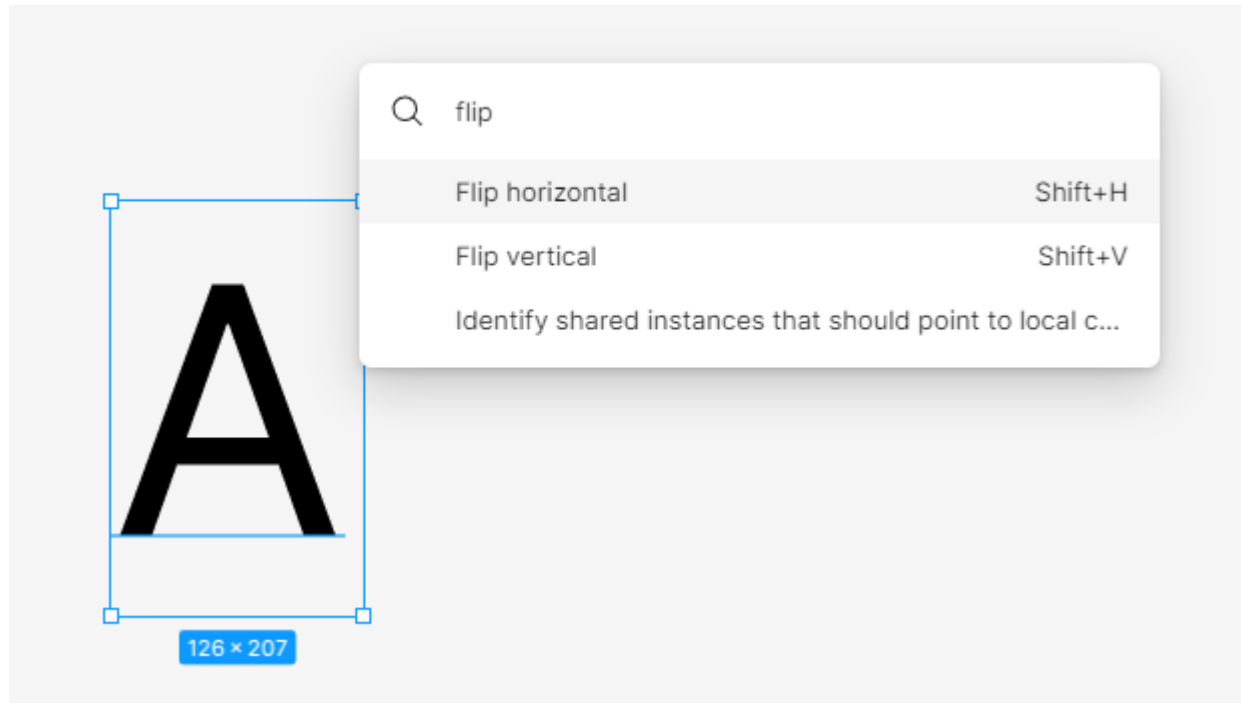 flip
Flip horizontal Shift+H
Flip vertical Shift+V
Identify shared instances that should point to local c...
A
126 × 207